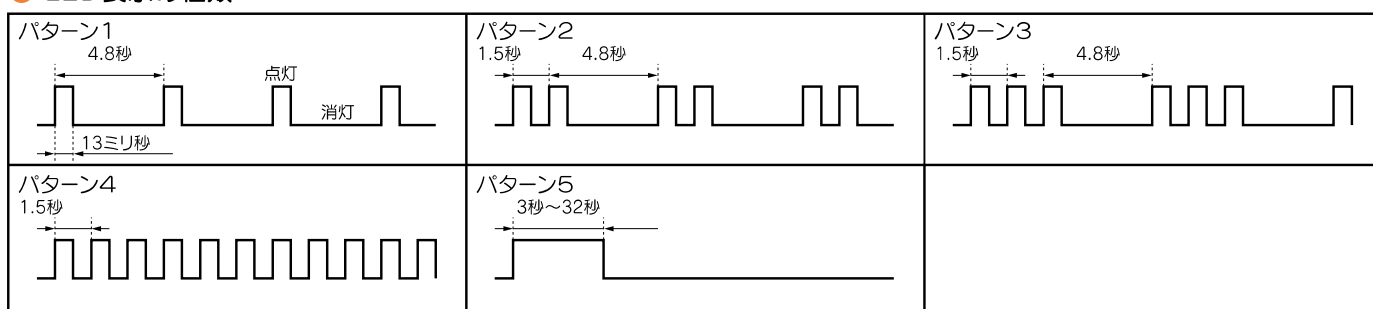 パターン1
4.8秒
点灯
消灯
13ミリ秒
パターン2
1.5秒 4.8秒
パターン3
1.5秒 4.8秒
パターン4
1.5秒
パターン5
3秒～32秒